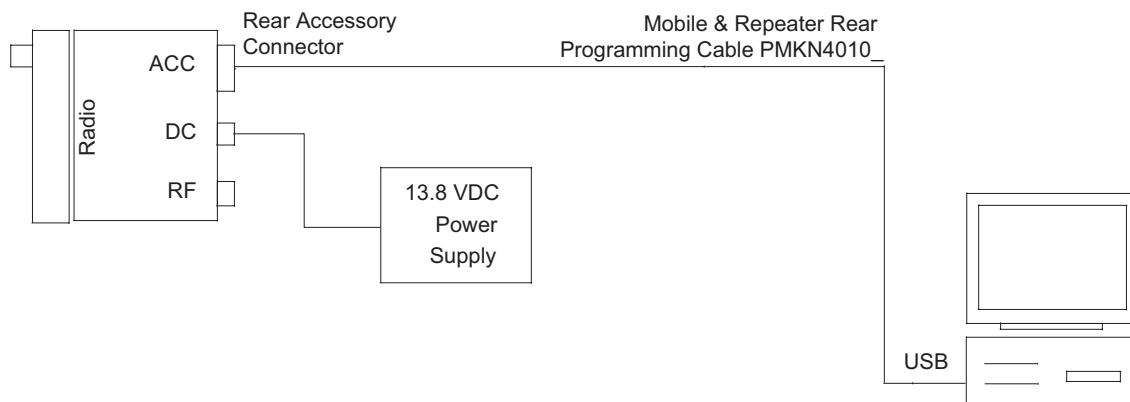 Rear Accessory
Connector
Mobile & Repeater Rear
Programming Cable PMKN4010_
ACC
Radio
DC
RF
13.8 VDC
Power
Supply
USB